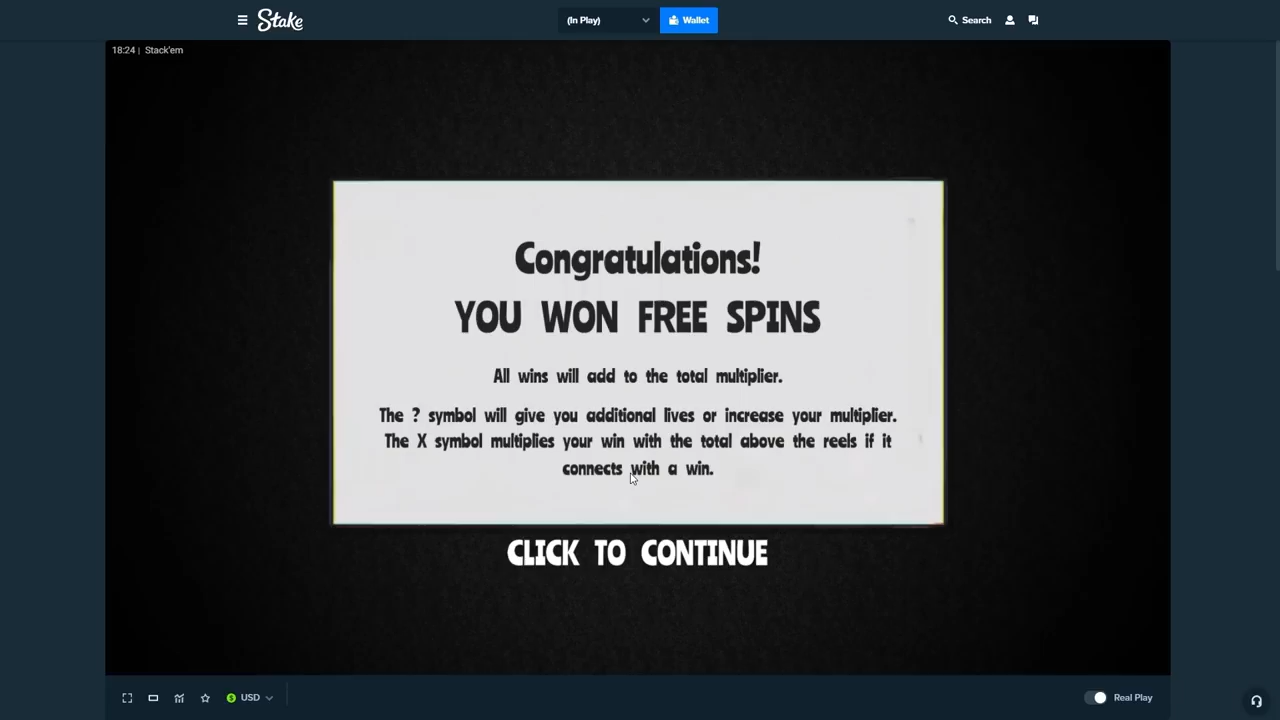 Stake
(In Play)
Wallet
Search
18:24 | Stack'em
Congratulations!
YOU WON FREE SPINS
All wins will add to the total multiplier.
The ? symbol will give you additional lives or increase your multiplier.
The X symbol multiplies your win with the total above the reels if it
connects with a win.
CLICK TO CONTINUE
USD
Real Play